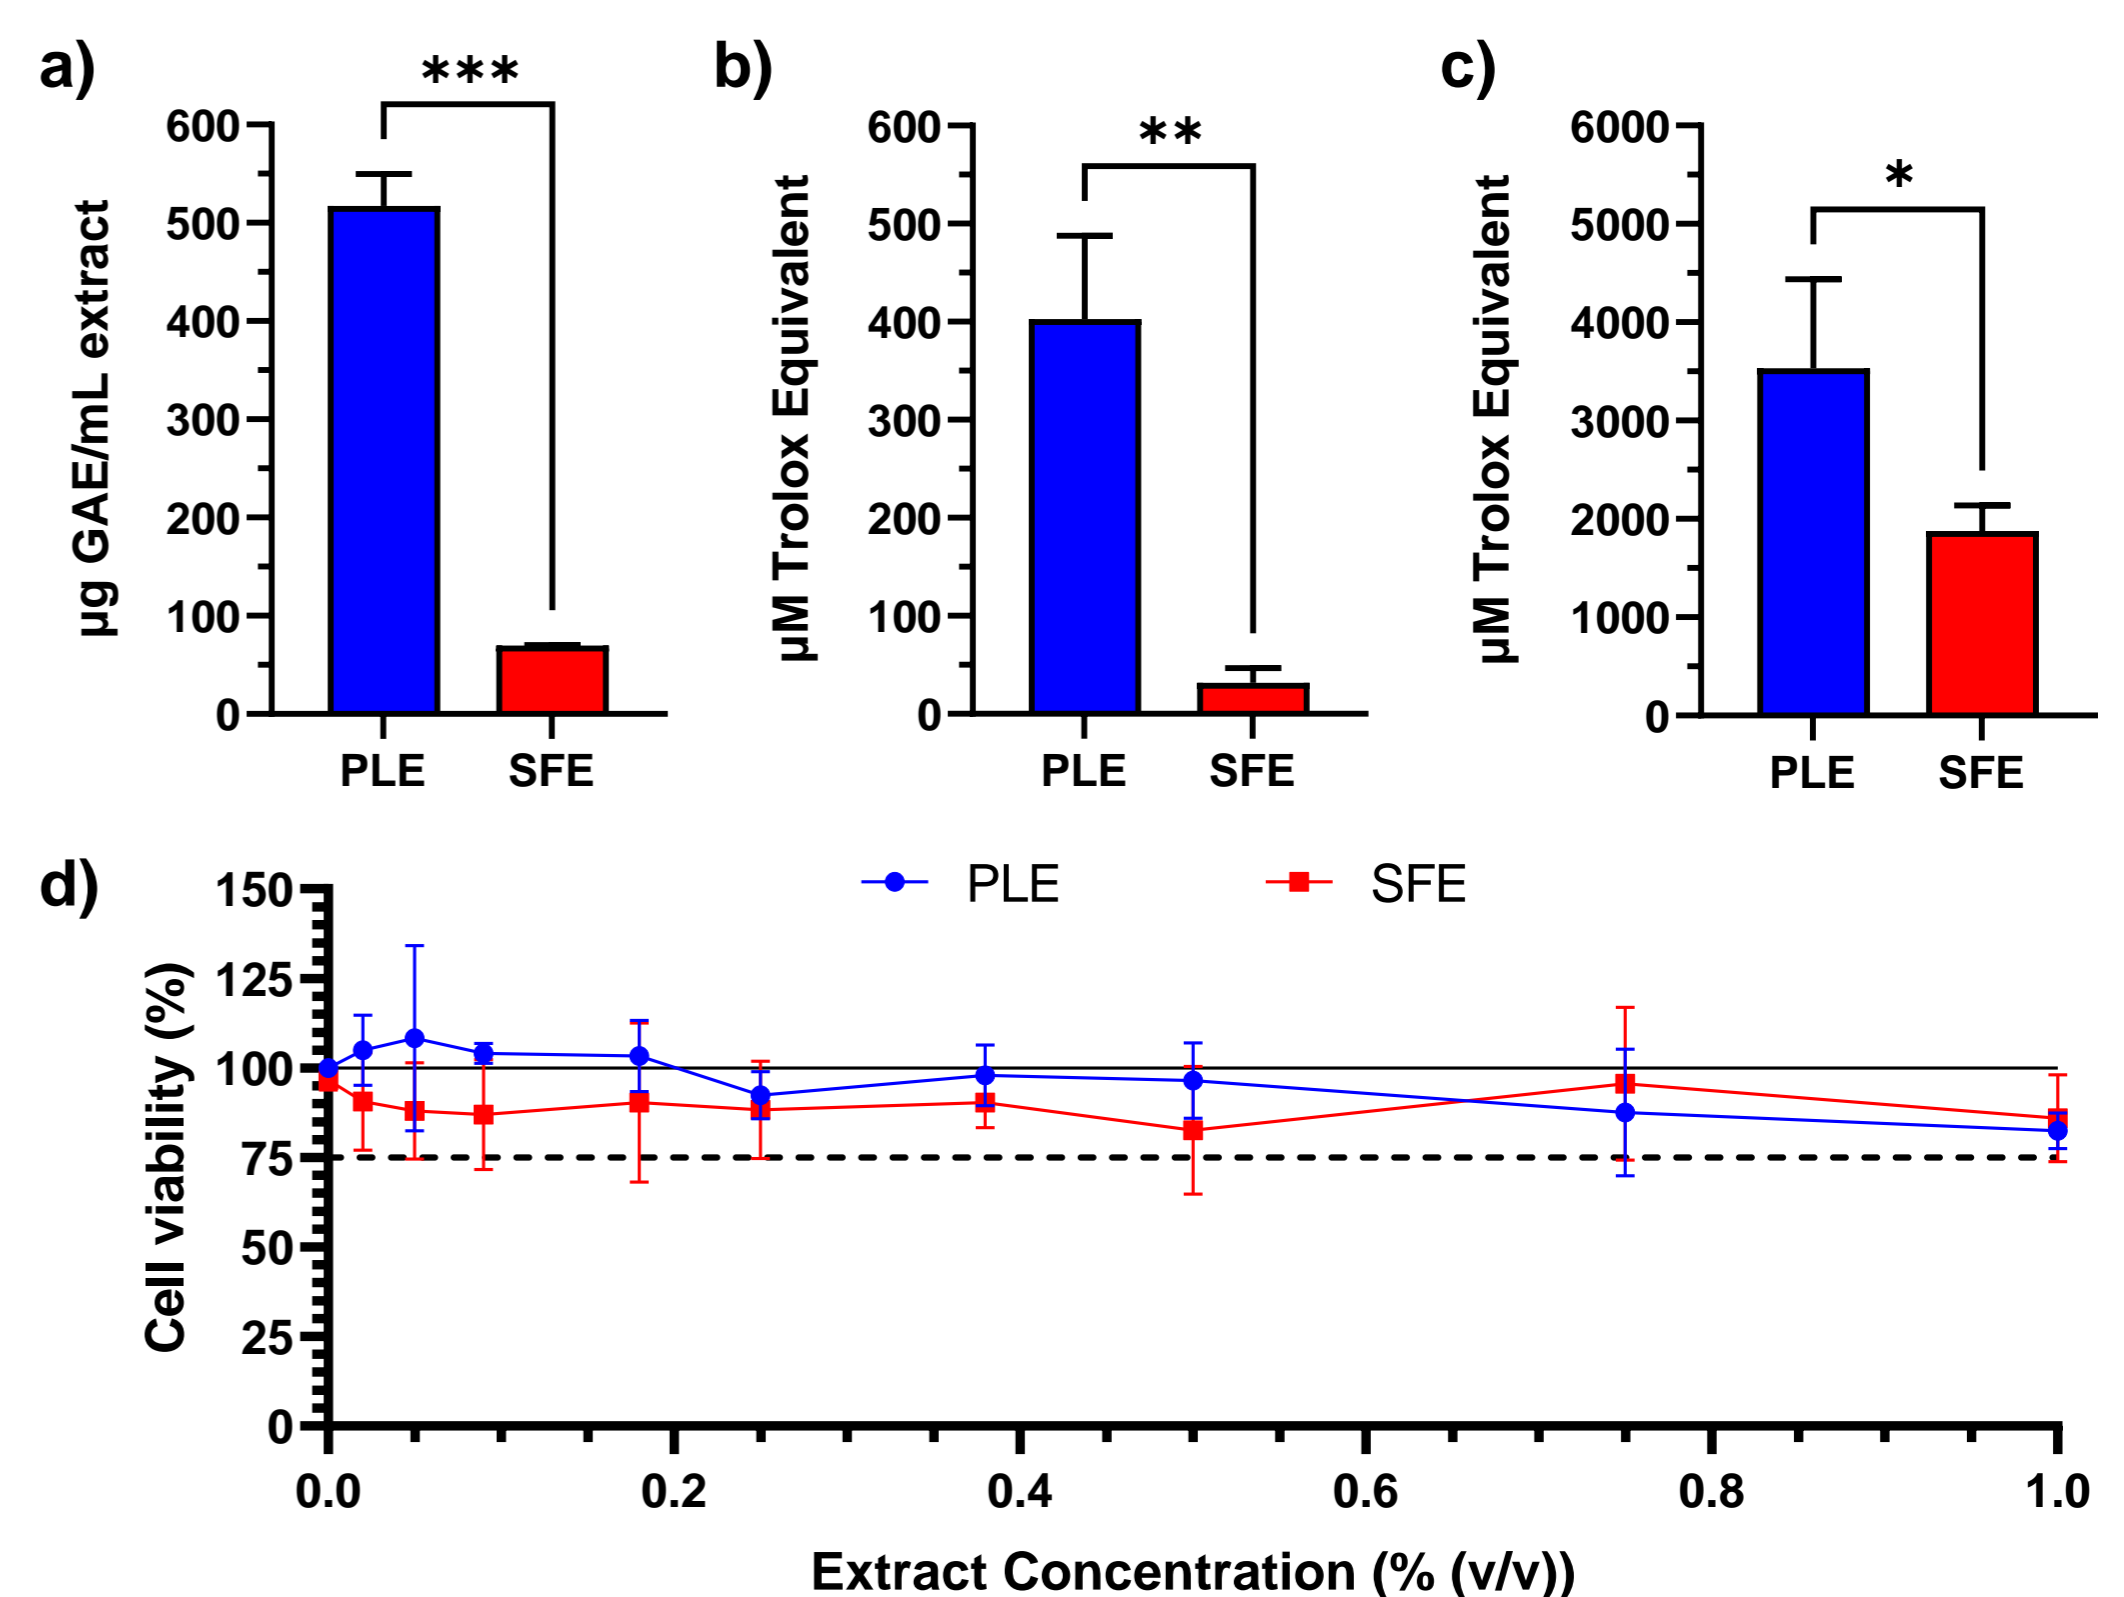 a)
***
600
500
400
300
200
100
0
µg GAE/mL extract
PLE SFE
b)
**
600
500
400
300
200
100
0
µM Trolox Equivalent
PLE SFE
c)
*
6000
5000
4000
3000
2000
1000
0
µM Trolox Equivalent
PLE SFE
d)
PLE SFE
150
125
100
75
50
25
0
Cell viability (%)
0.0 0.2 0.4 0.6 0.8 1.0
Extract Concentration (% (v/v))